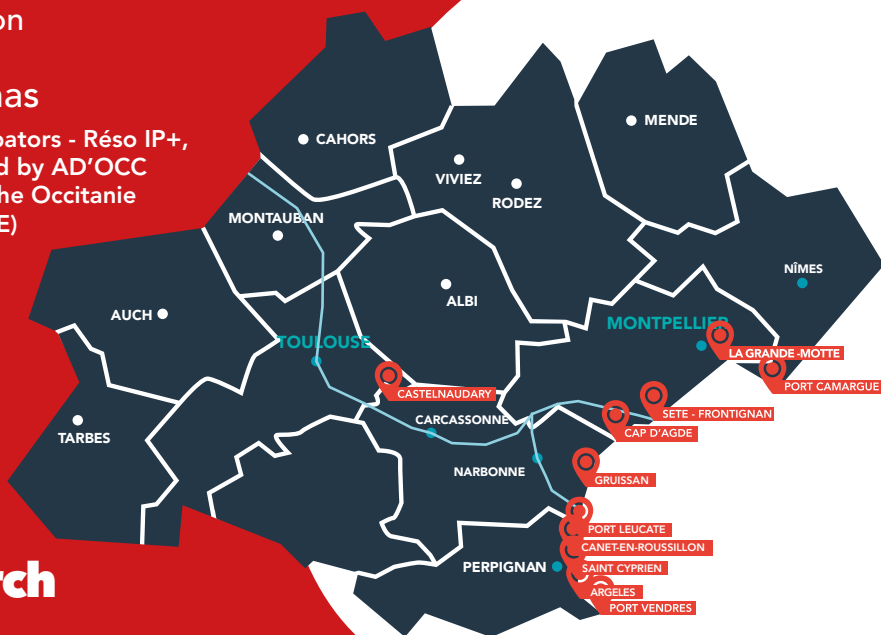 on
nas
pators - Réso IP+,
d by AD'OCC
he Occitanie
E)
CAHORS
MENDE
VIVIEZ
RODEZ
MONTAUBAN
NÎMES
ALBI
AUCH
TOULOUSE
MONTPELLIER
LA GRANDE -MOTTE
PORT CAMARGUE
CASTELNAUDARY
SETE - FRONTIGNAN
CARCASSONNE
CAP D'AGDE
TARBES
NARBONNE
GRUISSAN
PORT LEUCATE
CANET-EN-ROUSSILLON
PERPIGNAN
SAINT CYPRIEN
ARGELES
PORT VENDRES
rch